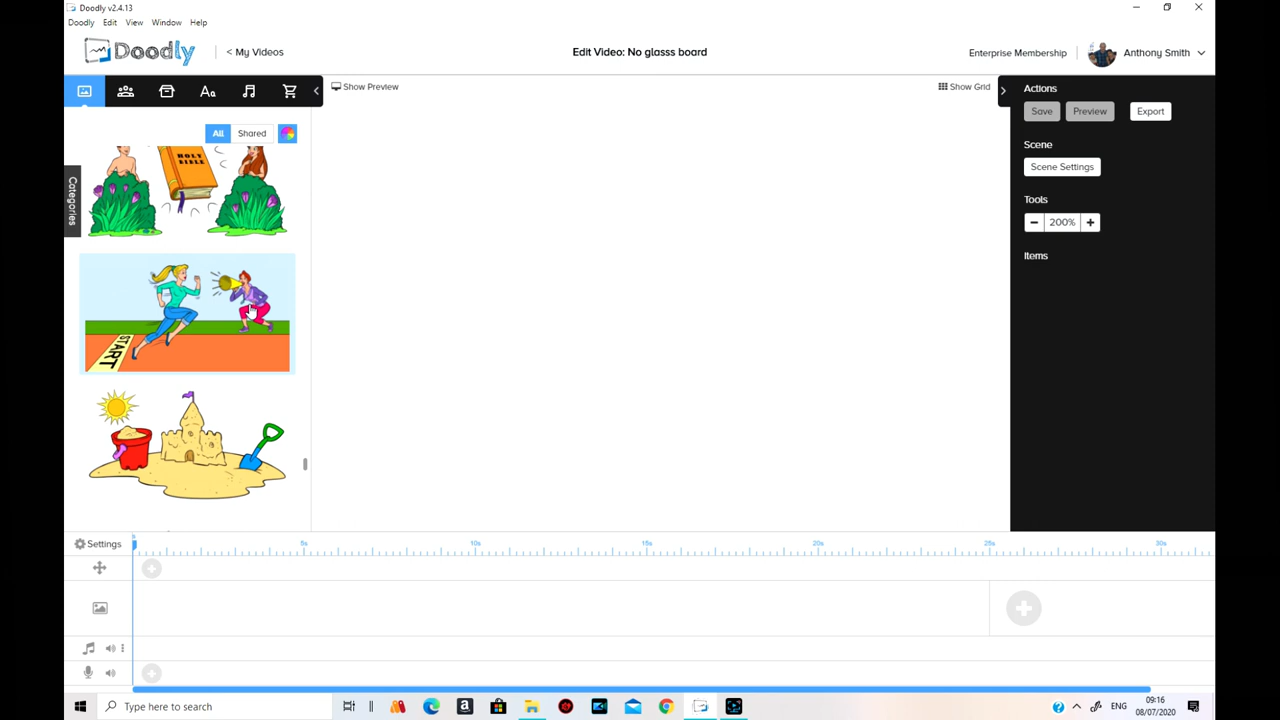 Doodly v2.4.13
Doodly Edit View Window Help
Doodly < My Videos Edit Video: No glasss board Enterprise Membership Anthony Smith
Aa Show Preview Show Grid Actions
Save Preview Export
All Shared
Scene
HOLY BIBLE
Categories
Scene Settings
Tools
200%
Items
START
Settings 5s 10s 15s 20s 25s 30s
Type here to search ENG 09:16
08/07/2020